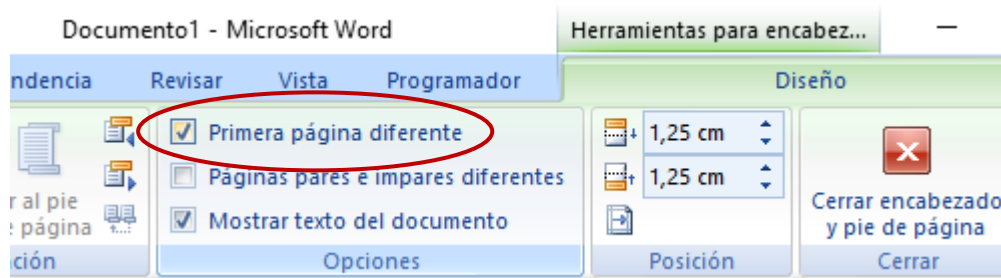 Documento1 - Microsoft Word
Herramientas para encabez...
ndencia Revisar Vista Programador Diseño
Primera página diferente
Páginas pares e impares diferentes
Mostrar texto del documento
Opciones
r al pie
página
ción
1,25 cm
1,25 cm
Posición
Cerrar encabezado
y pie de página
Cerrar